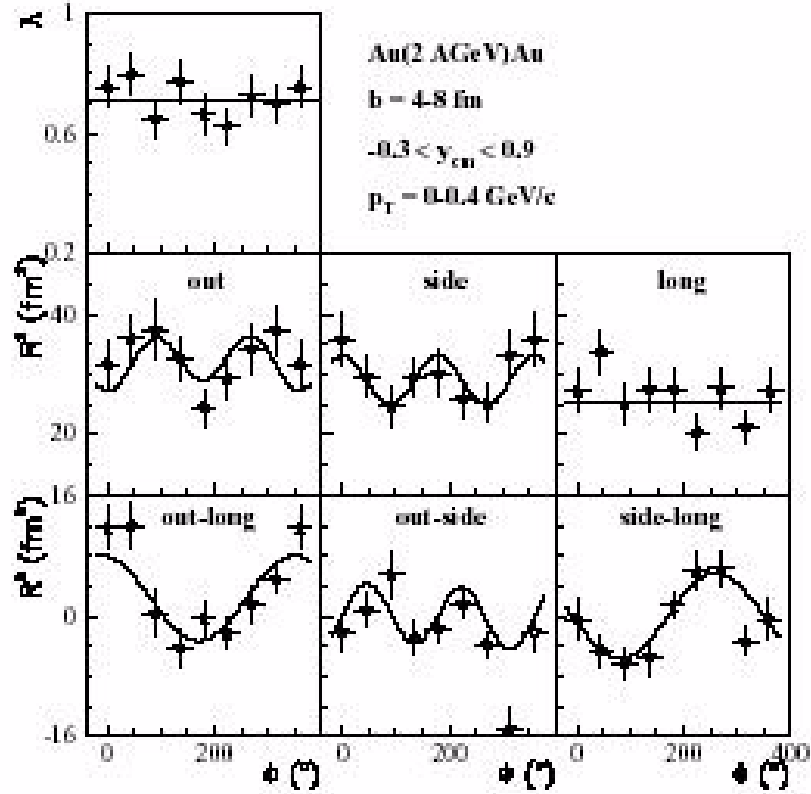 λ
1
0.6
0.2
Au(2 AGeV)Au
b = 4-8 fm
-0.3 < y_cm < 0.9
p_T = 0-0.4 GeV/c
R² (fm²)
40
20
out
side
long
R² (fm²)
16
0
-16
out-long
out-side
side-long
0 200
0 200
0 200 400
ϕ (°)
ϕ (°)
ϕ (°)